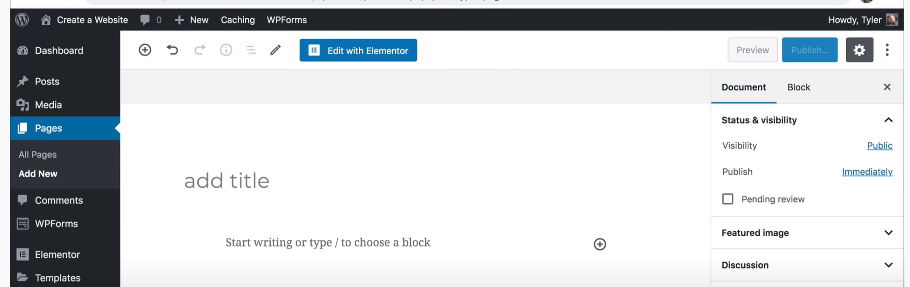 Create a Website 0 New Caching WPForms Howdy, Tyler
Dashboard
Posts
Media
Pages
All Pages
Add New
Comments
WPForms
Elementor
Templates
Edit with Elementor Preview Publish...
add title
Start writing or type / to choose a block
Document Block
Status & visibility
Visibility Public
Publish Immediately
Pending review
Featured image
Discussion